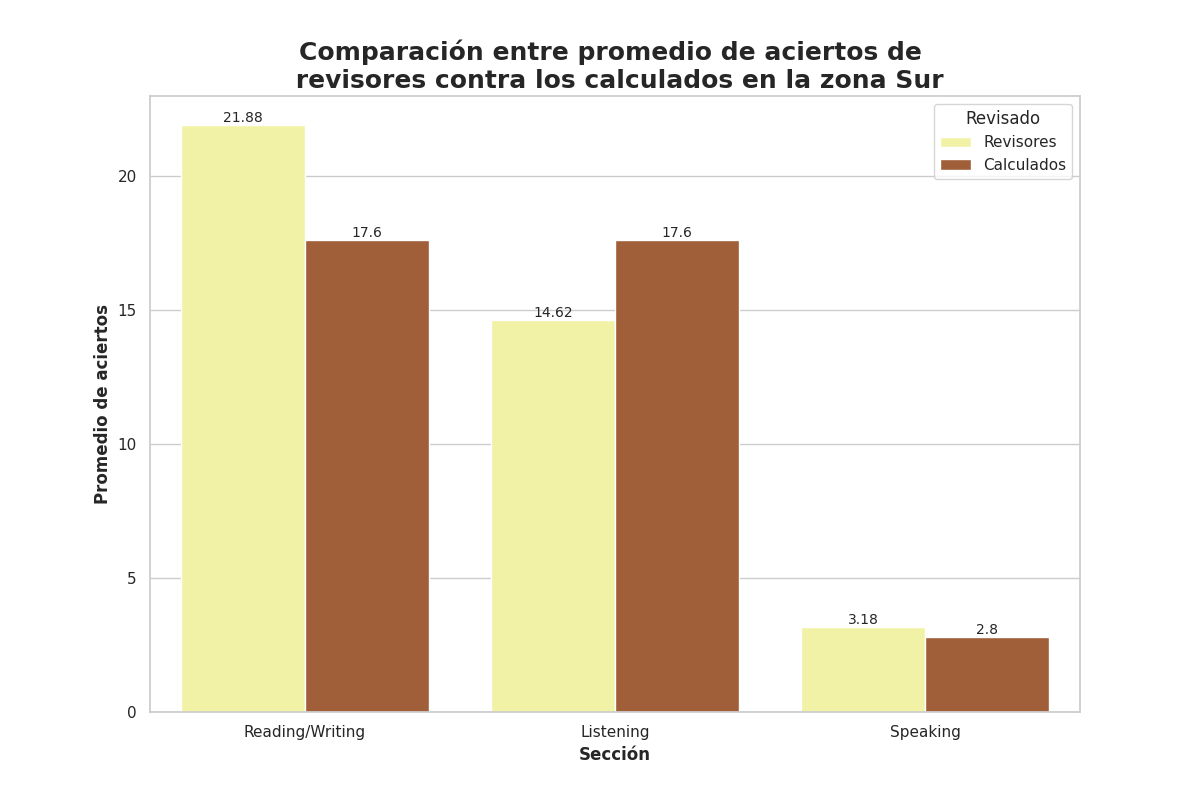 Comparación entre promedio de aciertos de
revisores contra los calculados en la zona Sur
Revisado
Revisores
Calculados
21.88
17.6
14.62
17.6
3.18
2.8
Promedio de aciertos
20
15
10
5
0
Reading/Writing
Listening
Speaking
Sección